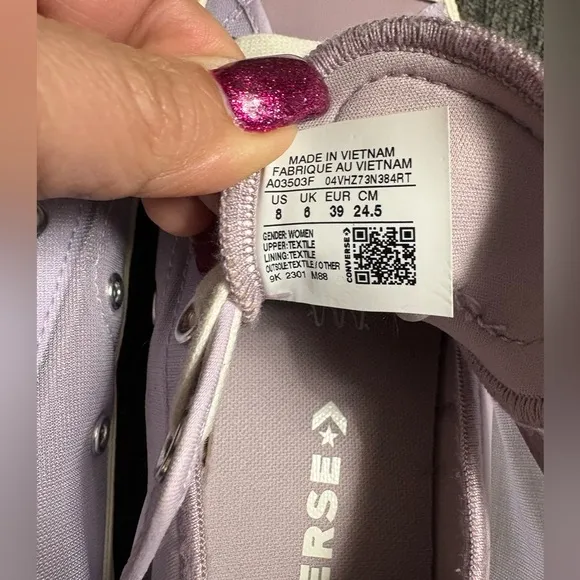 MADE IN VIETNAM
FABRIQUE AU VIETNAM
A03503F 04VHZ73N384RT
US UK EUR CM
8 6 39 24.5
GENDER: WOMEN
UPPER: TEXTILE
LINING: TEXTILE
OUTSOLE: TEXTILE / OTHER
9K 2301 M88
CONVERSE
ERSE